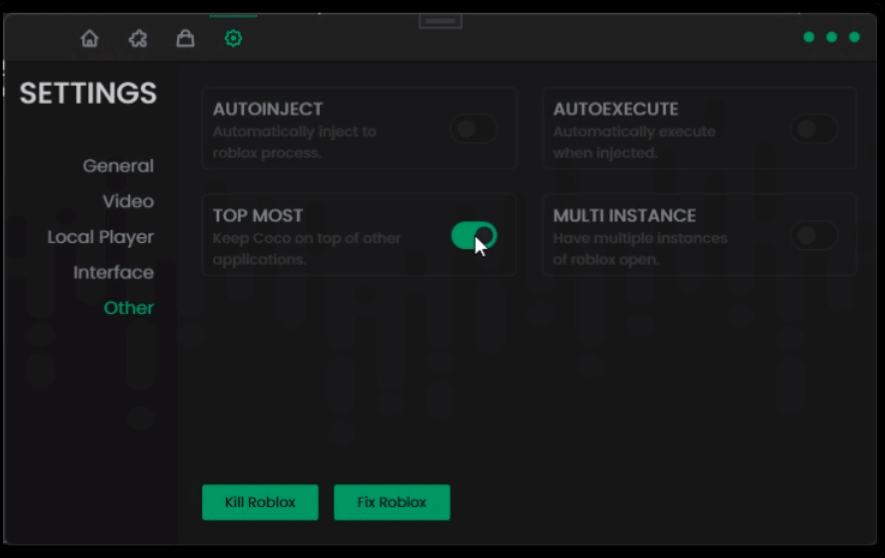 SETTINGS
General
Video
Local Player
Interface
Other
AUTOINJECT
Automatically inject to
roblox process.
AUTOEXECUTE
Automatically execute
when injected.
TOP MOST
Keep Coco on top of other
applications.
MULTI INSTANCE
Have multiple instances
of roblox open.
Kill Roblox
Fix Roblox